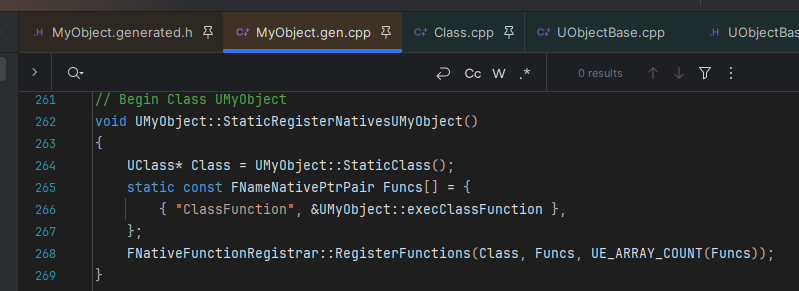 MyObject.generated.h MyObject.gen.cpp Class.cpp UObjectBase.cpp UObjectBas
Cc W .* 0 results
261 // Begin Class UMyObject
262 void UMyObject::StaticRegisterNativesUMyObject()
263 {
264 UClass* Class = UMyObject::StaticClass();
265 static const FNameNativePtrPair Funcs[] = {
266 { "ClassFunction", &UMyObject::execClassFunction },
267 };
268 FNativeFunctionRegistrar::RegisterFunctions(Class, Funcs, UE_ARRAY_COUNT(Funcs));
269 }